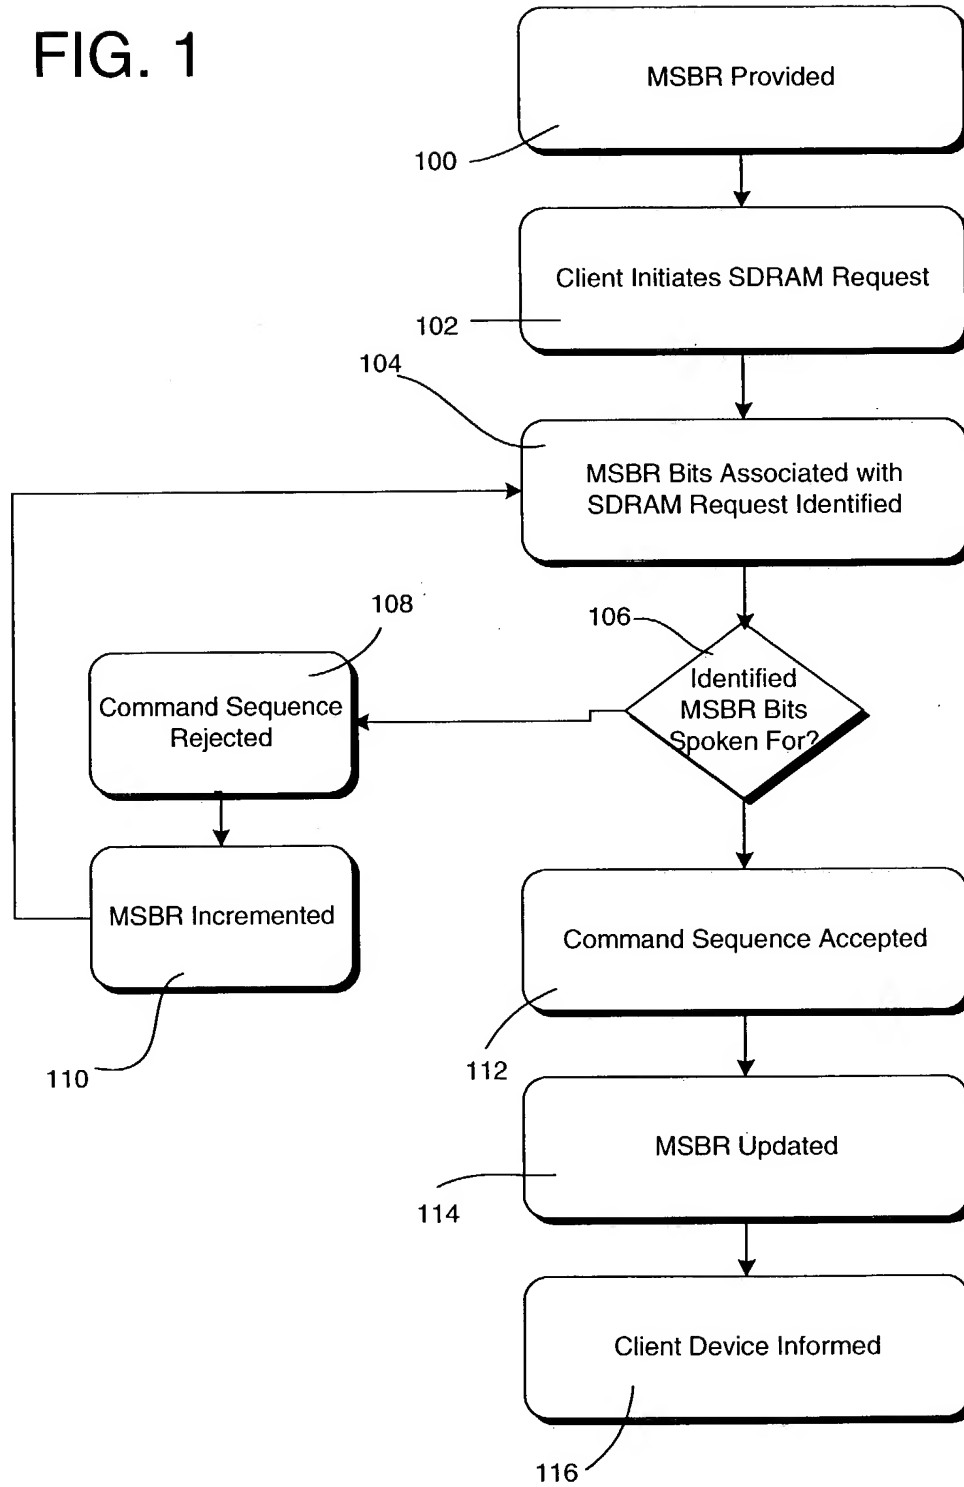 FIG. 1
MSBR Provided
100
Client Initiates SDRAM Request
102
104
MSBR Bits Associated with
SDRAM Request Identified
106
Identified
MSBR Bits
Spoken For?
108
Command Sequence
Rejected
MSBR Incremented
110
Command Sequence Accepted
112
MSBR Updated
114
Client Device Informed
116